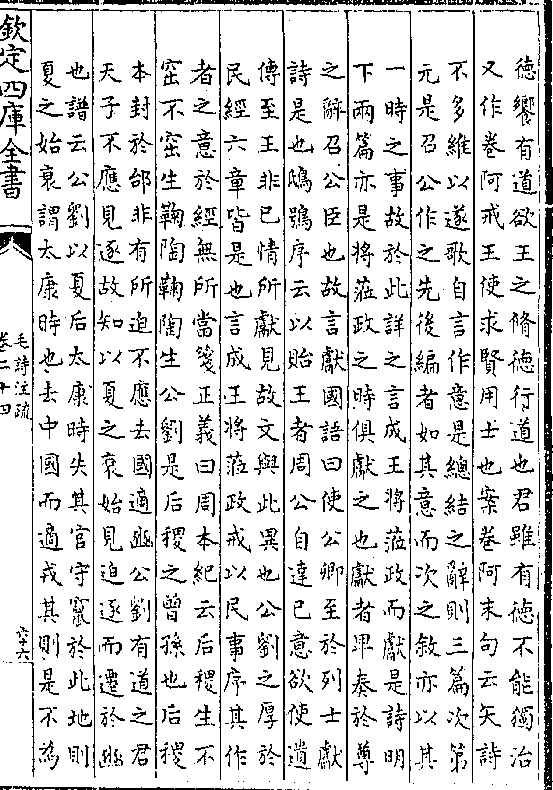 德饗有道欲王之脩德行道也君雖有德不能獨治
又作卷阿戒王使求賢用士也案卷阿末句云矢詩
不多維以遂歌自言作意是總結之辭則三篇次第
元是召公作之先後編者如其意而次之敘亦以其
一時之事故於此詳之言成王將蒞政而獻是詩明
下兩篇亦是將蒞政之時俱獻之也獻者卑奏於尊
之辭召公臣也故言獻國語曰使公卿至於列士獻
詩是也鴟鴞序云以貽王者周公自達已意欲使遺
傳至王非已情所獻見故文與此異也公劉之厚於
民經六章皆是也言成王將蒞政戒以民事序其作
者之意於經無所當箋正義曰周本紀云后稷生不
窋不窋生鞠陶鞠陶生公劉是后稷之曾孫也后稷
本封於邰非有所迫不應去國適豳公劉有道之君
天子不應見逐故知以夏之衰始見迫逐而遷於豳
也譜云公劉以夏后太康時失其官守竄於此地則
夏之始衰謂太康時也去中國而適戎其則是不為
欽定四庫全書
毛詩注疏
卷二十四
六十六